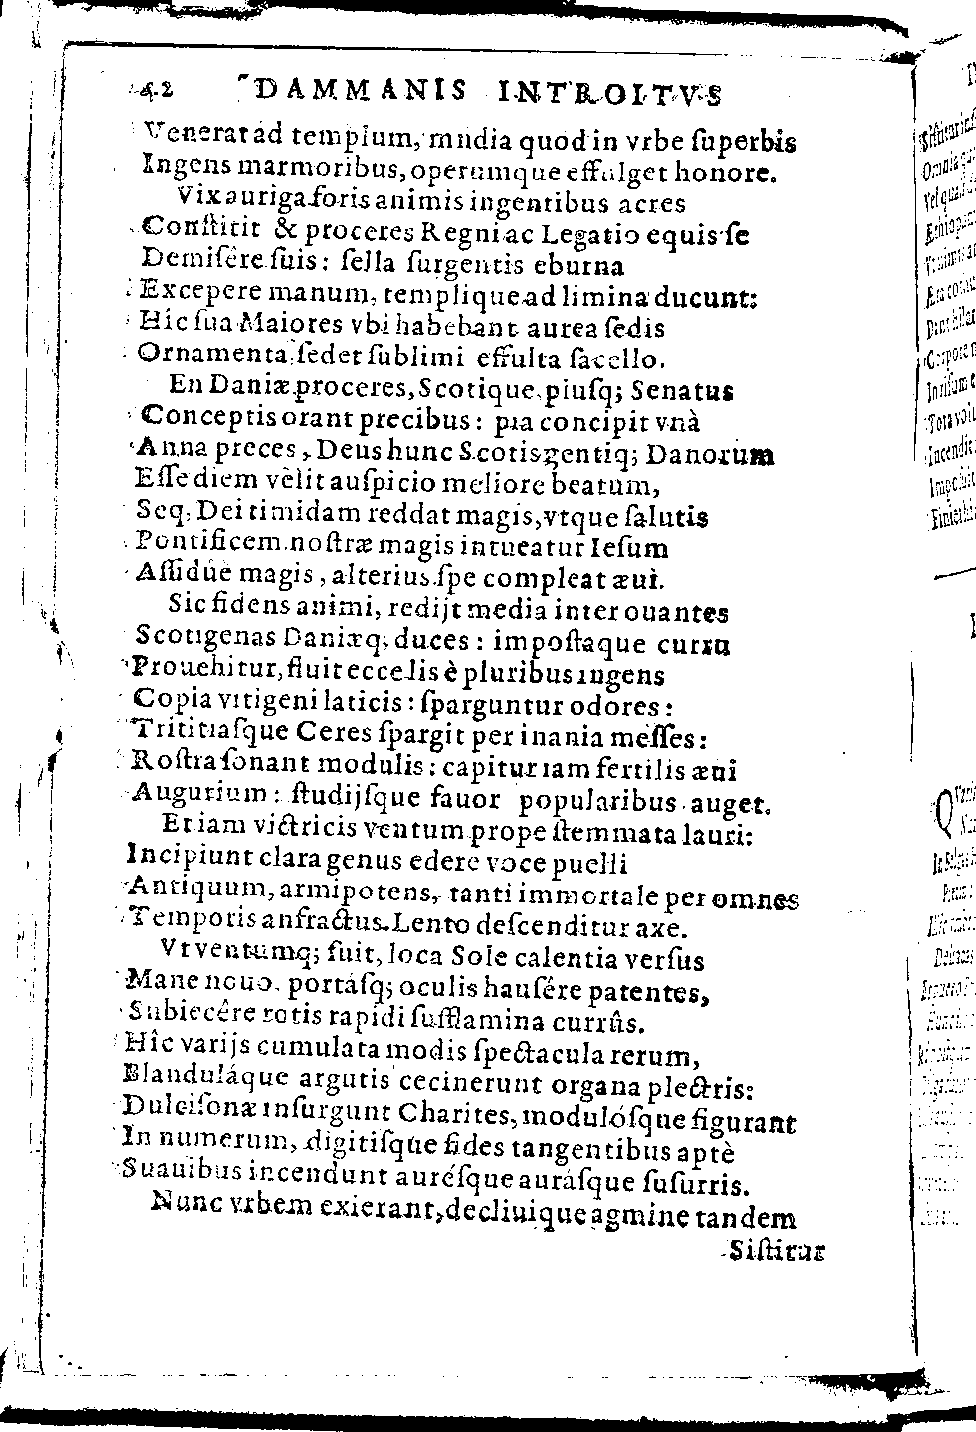 42 DAMMANIS INTROITVS
Venerat ad templum, media quod in vrbe ſuperbis
Ingens marmoribus, operumque effulget honore.
Vix auriga foris animis ingentibus acres
Conſtitit & proceres Regni ac Legatio equis ſe
Demiſêre ſuis: ſella ſurgentis eburna
Excepere manum, templique ad limina ducunt:
Hic ſua Maiores vbi habebant aurea ſedis
Ornamenta ſedet ſublimi effulta ſacello.
En Daniæ proceres, Scotique piuſq; Senatus
Conceptis orant precibus: pia concipit vnà
Anna preces, Deus hunc Scotis gentiq; Danorum
Eſſe diem velit auſpicio meliore beatum,
Seq; Dei timidam reddat magis, vtque ſalutis
Pontificem noſtræ magis intueatur Ieſum
Aſſidue magis, alterius ſpe compleat æui.
Sic fidens animi, redijt media inter ouantes
Scotigenas Daniæq; duces: impoſtaque curru
Prouehitur, fluit ecce lis è pluribus ingens
Copia vitigeni laticis: ſparguntur odores:
Trititiaſque Ceres ſpargit per inania meſſes:
Roſtra ſonant modulis: capitur iam fertilis æui
Augurium: ſtudijſque fauor popularibus auget.
Et iam victricis ventum prope ſtemmata lauri:
Incipiunt clara genus edere voce puelli
Antiquum, armipotens, tanti immortale per omnes
Temporis anfractus. Lento deſcenditur axe.
Vt ventumq; fuit, loca Sole calentia verſus
Mane nouo, portáſq; oculis hauſére patentes,
Subiecêre rotis rapidi ſufflamina currûs.
Hîc varijs cumulata modis ſpectacula rerum,
Blanduláque argutis cecinerunt organa plectris:
Dulciſonæ inſurgunt Charites, modulóſque figurant
In numerum, digitiſque fides tangentibus aptè
Suauibus incendunt auréſque auráſque ſuſurris.
Nunc vrbem exierant, decliuique agmine tandem
Siſtitur